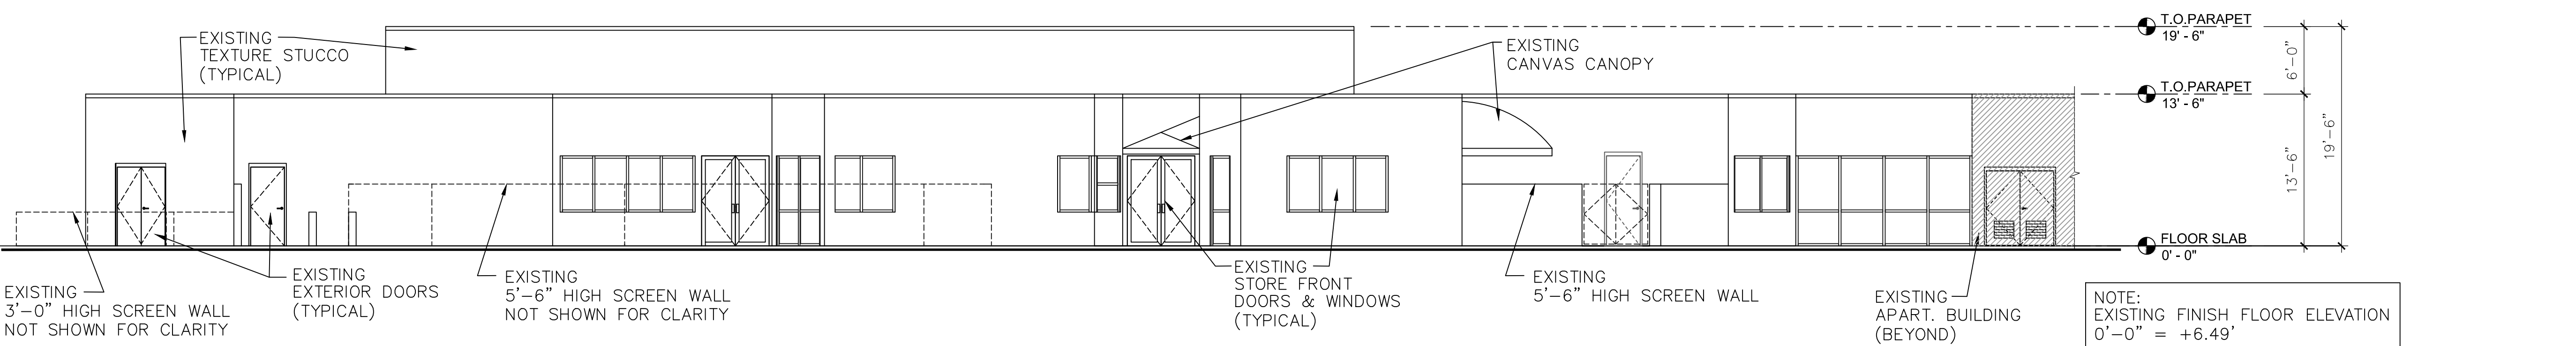 EXISTING
TEXTURE STUCCO
(TYPICAL)
EXISTING
CANVAS CANOPY
T.O.PARAPET
19' - 6"
T.O.PARAPET
13' - 6"
FLOOR SLAB
0' - 0"
6'-0"
13'-6"
19'-6"
EXISTING
3'-0" HIGH SCREEN WALL
NOT SHOWN FOR CLARITY
EXISTING
EXTERIOR DOORS
(TYPICAL)
EXISTING
5'-6" HIGH SCREEN WALL
NOT SHOWN FOR CLARITY
EXISTING
STORE FRONT
DOORS & WINDOWS
(TYPICAL)
EXISTING
5'-6" HIGH SCREEN WALL
EXISTING
APART. BUILDING
(BEYOND)
NOTE:
EXISTING FINISH FLOOR ELEVATION
0'-0" = +6.49'